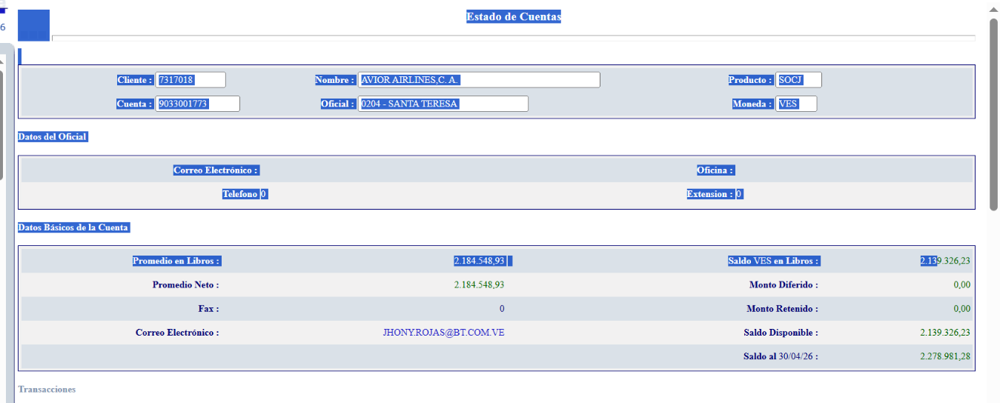 6
Estado de Cuentas
Cliente : 7317018 Nombre : AVIOR AIRLINES,C. A. Producto : SOCJ
Cuenta : 9033001773 Oficial : 0204 - SANTA TERESA Moneda : VES
Datos del Oficial
Correo Electrónico : Oficina :
Telefono 0 Extension : 0
Datos Básicos de la Cuenta
Promedio en Libros : 2.184.548,93 Saldo VES en Libros : 2.139.326,23
Promedio Neto : 2.184.548,93 Monto Diferido : 0,00
Fax : 0 Monto Retenido : 0,00
Correo Electrónico : JHONY.ROJAS@BT.COM.VE Saldo Disponible : 2.139.326,23
Saldo al 30/04/26 : 2.278.981,28
Transacciones